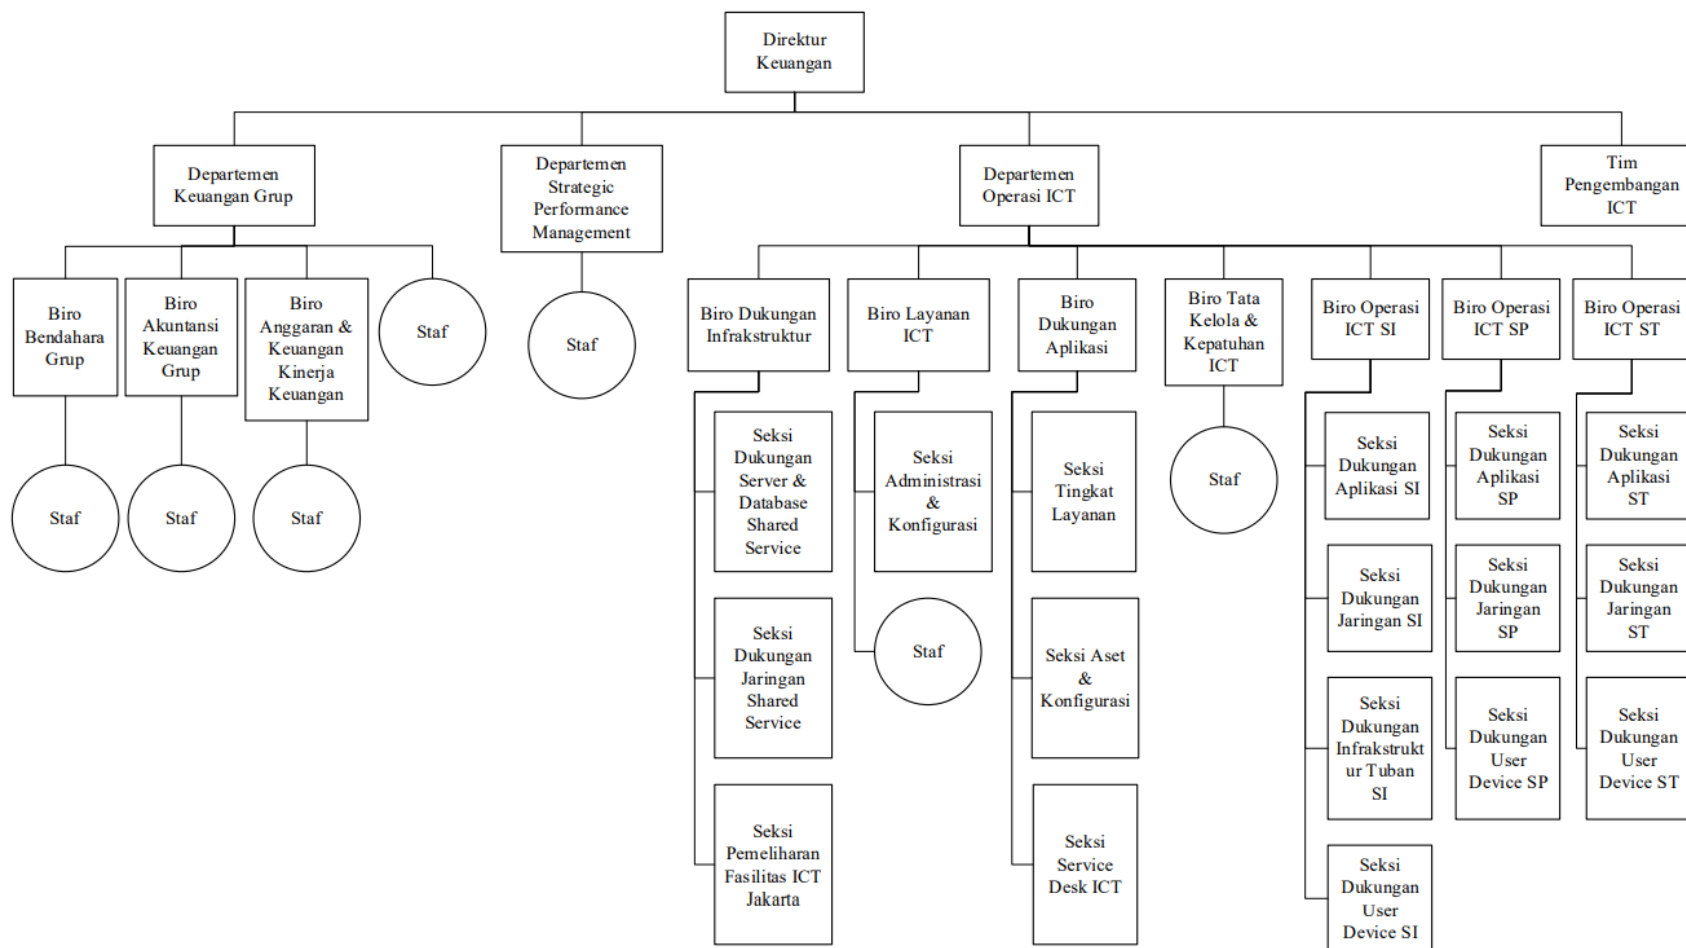 Direktur
Keuangan
Departemen
Keuangan Grup
Departemen
Strategic
Performance
Management
Departemen
Operasi ICT
Tim
Pengembangan
ICT
Biro
Bendahara
Grup
Biro
Akuntansi
Keuangan
Grup
Biro
Anggaran &
Keuangan
Kinerja
Keuangan
Staf
Staf
Biro Dukungan
Infrakstruktur
Biro Layanan
ICT
Biro
Dukungan
Aplikasi
Biro Tata
Kelola &
Kepatuhan
ICT
Biro Operasi
ICT SI
Biro Operasi
ICT SP
Biro Operasi
ICT ST
Staf
Staf
Staf
Seksi
Dukungan
Server &
Database
Shared
Service
Seksi
Administrasi
&
Konfigurasi
Seksi
Tingkat
Layanan
Staf
Seksi
Dukungan
Aplikasi SI
Seksi
Dukungan
Aplikasi
SP
Seksi
Dukungan
Aplikasi
ST
Seksi
Dukungan
Jaringan
Shared
Service
Staf
Seksi Aset
&
Konfigurasi
Seksi
Dukungan
Jaringan SI
Seksi
Dukungan
Jaringan
SP
Seksi
Dukungan
Jaringan
ST
Seksi
Dukungan
Infrakstrukt
ur Tuban
SI
Seksi
Dukungan
User
Device SP
Seksi
Dukungan
User
Device ST
Seksi
Pemeliharan
Fasilitas ICT
Jakarta
Seksi
Service
Desk ICT
Seksi
Dukungan
User
Device SI